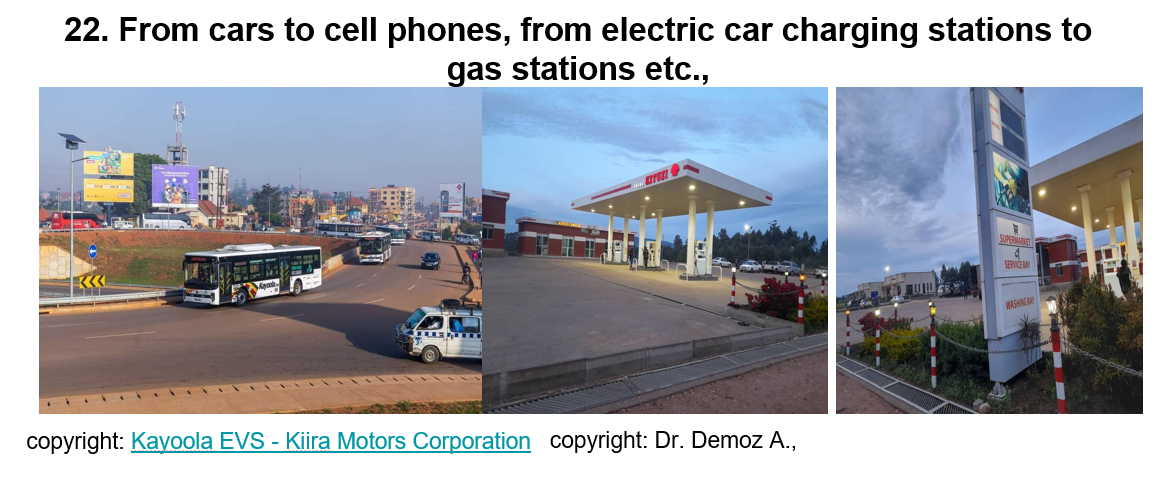 22. From cars to cell phones, from electric car charging stations to
gas stations etc.,
Kayoola
SUPERMARKET
SERVICE BAY
WASHING BAY
copyright: Kayoola EVS - Kiira Motors Corporation
copyright: Dr. Demoz A.,